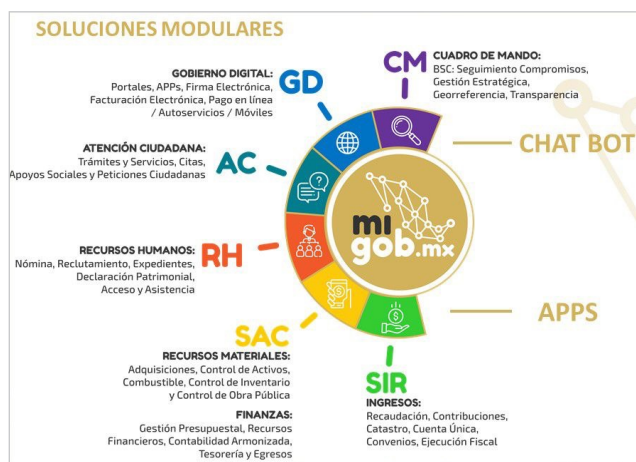 SOLUCIONES MODULARES
CM
CUADRO DE MANDO:
BSC: Seguimiento Compromisos,
Gestión Estratégica,
Georreferencia, Transparencia
GOBIERNO DIGITAL:
Portales, APPs, Firma Electrónica,
Facturación Electrónica, Pago en línea
/ Autoservicios / Móviles
GD
CHAT BOT
ATENCIÓN CIUDADANA:
Trámites y Servicios, Citas,
Apoyos Sociales y Peticiones Ciudadanas
AC
mi
gob.mx
RECURSOS HUMANOS:
Nómina, Reclutamiento, Expedientes,
Declaración Patrimonial,
Acceso y Asistencia
RH
APPS
SAC
RECURSOS MATERIALES:
Adquisiciones, Control de Activos,
Combustible, Control de Inventario
y Control de Obra Pública
FINANZAS:
Gestión Presupuestal, Recursos
Financieros, Contabilidad Armonizada,
Tesorería y Egresos
SIR
INGRESOS:
Recaudación, Contribuciones,
Catastro, Cuenta Única,
Convenios, Ejecución Fiscal